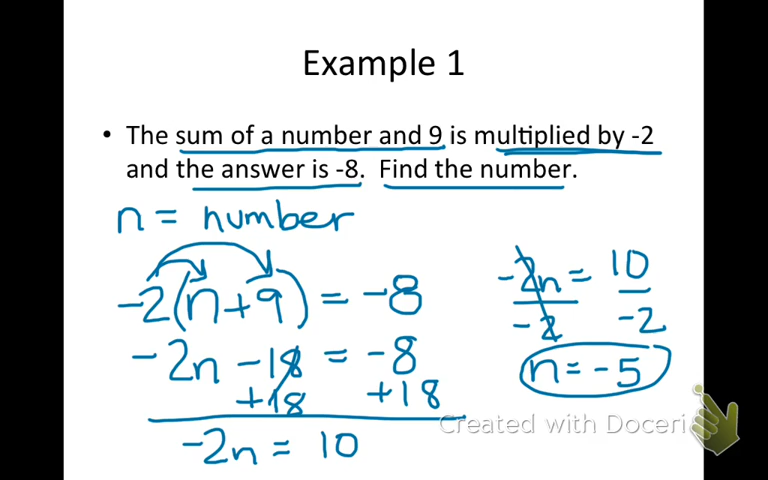 Example 1
• The sum of a number and 9 is multiplied by -2
and the answer is -8. Find the number.
n = number
-2(n+9) = -8
-2n -18 = -8
+18 +18
-2n = 10
-2n = 10
-2 -2
n = -5
Created with Doceri